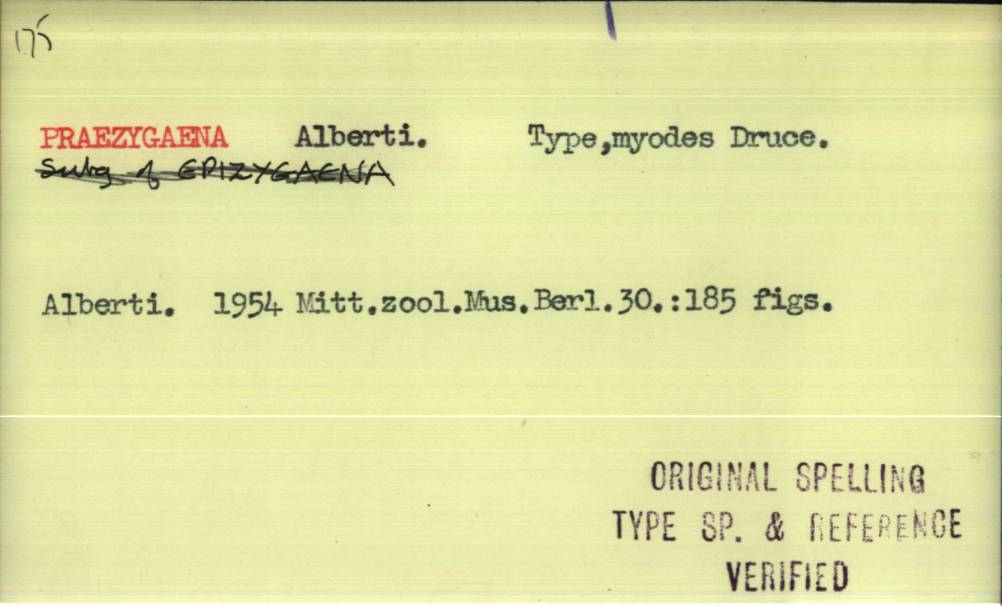 175
PRAEZYGAENA Alberti. Type,myodes Druce.
Subg of EPIZYGAENA
Alberti. 1954 Mitt.zool.Mus.Berl.30.:185 figs.
ORIGINAL SPELLING
TYPE SP. & REFERENCE
VERIFIED